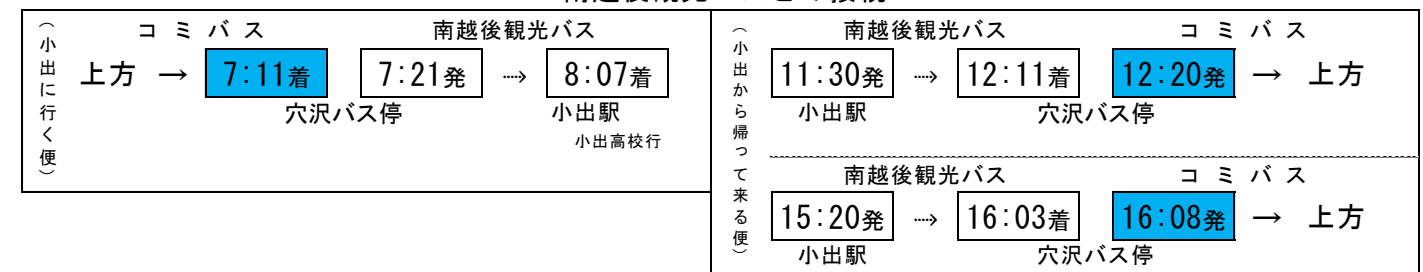 (小出に行く便)
コミバス 南越後観光バス
上方 → 7:11着 7:21発 → 8:07着
穴沢バス停 小出駅
小出高校行
(小出から帰って来る便)
南越後観光バス コミバス
11:30発 → 12:11着 12:20発 → 上方
小出駅 穴沢バス停
南越後観光バス コミバス
15:20発 → 16:03着 16:08発 → 上方
小出駅 穴沢バス停